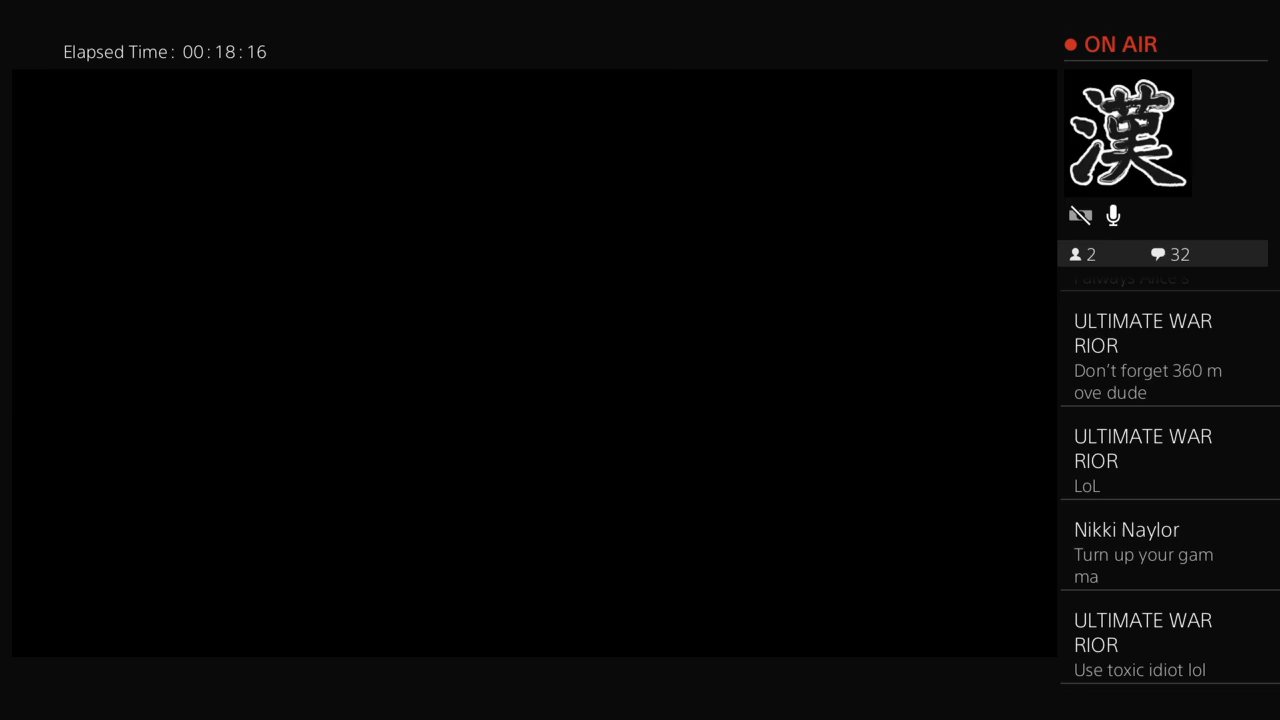 Elapsed Time: 00:18:16
ON AIR
漢
2 32
ULTIMATE WAR
RIOR
Don't forget 360 m
ove dude
ULTIMATE WAR
RIOR
LoL
Nikki Naylor
Turn up your gam
ma
ULTIMATE WAR
RIOR
Use toxic idiot lol